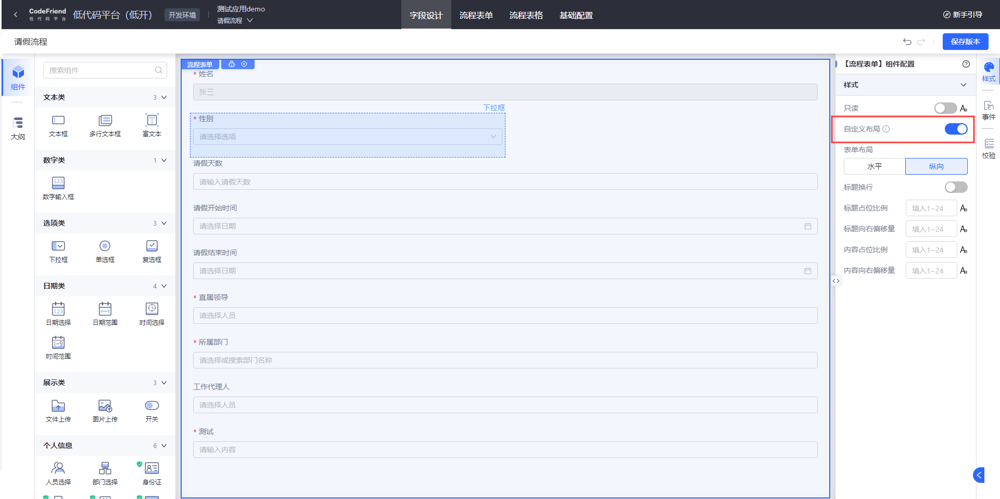 CodeFriend
低 代 码 平 台
低代码平台（低开）
开发环境
测试应用demo
请假流程
字段设计
流程表单
流程表格
基础配置
新手引导
请假流程
保存版本
组件
大纲
搜索组件
文本类 3
文本框
多行文本框
富文本
数字类 1
数字输入框
选项类 3
下拉框
单选框
复选框
日期类 4
日期选择
日期范围
时间选择
时间范围
展示类 3
文件上传
图片上传
开关
个人信息 6
人员选择
部门选择
身份证
流程表单
* 姓名
张三
下拉框
* 性别
请选择选项
请假天数
请输入请假天数
请假开始时间
请选择日期
请假结束时间
请选择日期
* 直属领导
请选择人员
* 所属部门
请选择或搜索部门名称
工作代理人
请选择人员
* 测试
请输入内容
【流程表单】组件配置
样式
只读
自定义布局
表单布局
水平
纵向
标题换行
标题占位比例
填入1~24
标题向右偏移量
填入1~24
内容占位比例
填入1~24
内容向右偏移量
填入1~24
样式
事件
校验